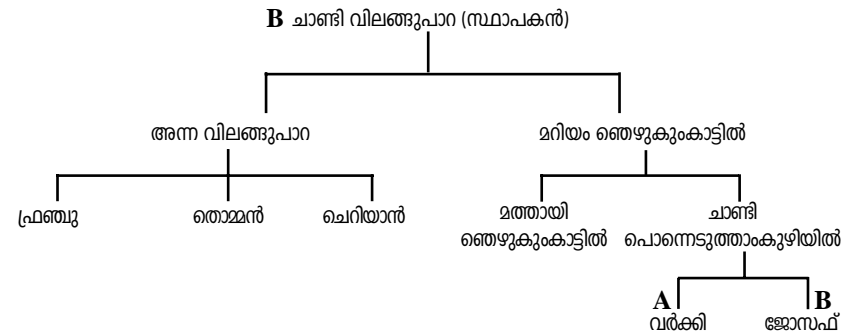 B ചാണ്ടി വിലങ്ങുപാറ (സ്ഥാപകൻ)
അന്ന വിലങ്ങുപാറ മറിയം ഞെഴുകുംകാട്ടിൽ
ഫ്രഞ്ചു തൊമ്മൻ ചെറിയാൻ മത്തായി ചാണ്ടി
ഞെഴുകുംകാട്ടിൽ പൊന്നെടുത്താംകുഴിയിൽ
A B
വർക്കി ജോസഫ്